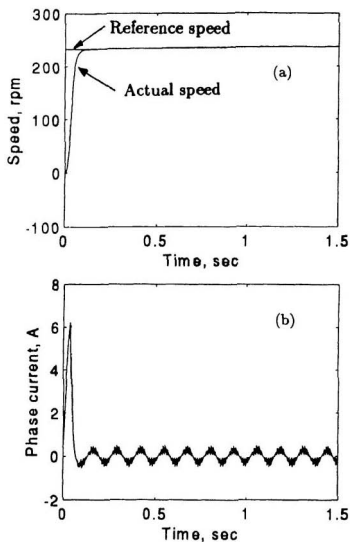 300
Reference speed
200
Actual speed
(a)
100
0
-100
0
0.5
1
1.5
Speed, rpm
Time, sec
8
(b)
6
4
2
0
-2
0
0.5
1
1.5
Phase current, A
Time, sec